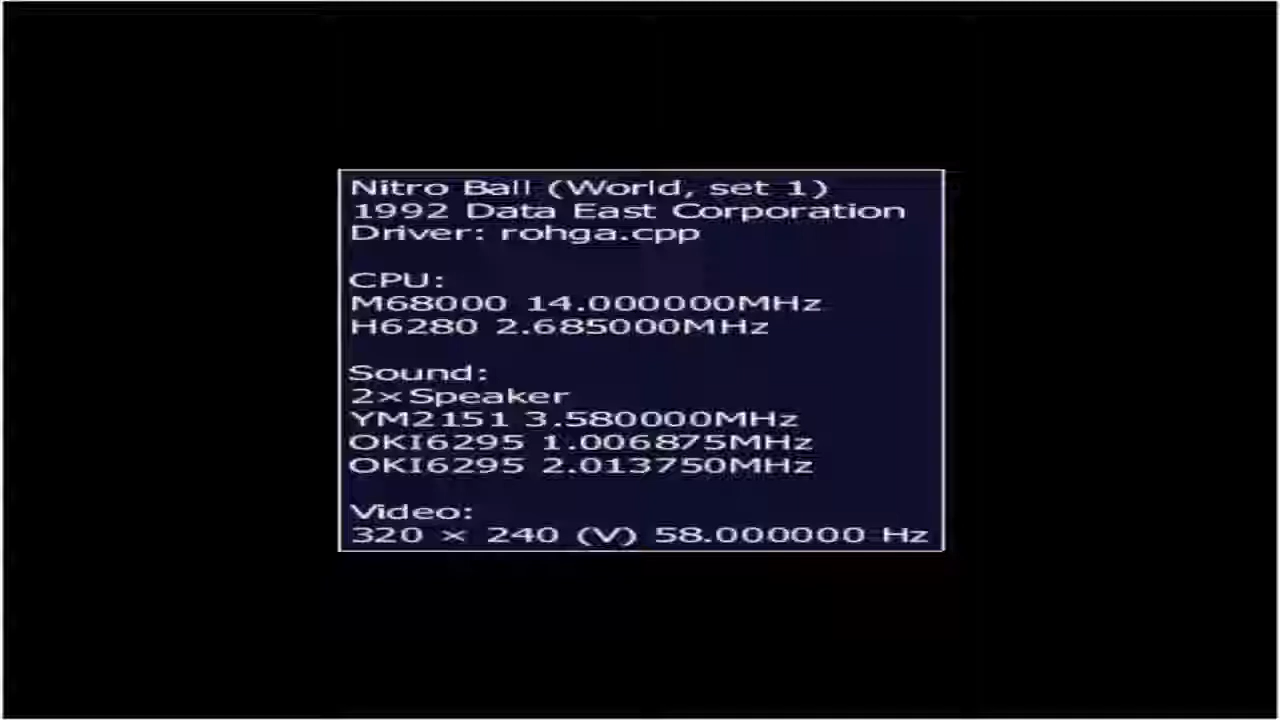 Nitro Ball (World, set 1)
1992 Data East Corporation
Driver: rohga.cpp
CPU:
M68000 14.000000MHz
H6280 2.685000MHz
Sound:
2×Speaker
YM2151 3.580000MHz
OKI6295 1.006875MHz
OKI6295 2.013750MHz
Video:
320 × 240 (V) 58.000000 Hz